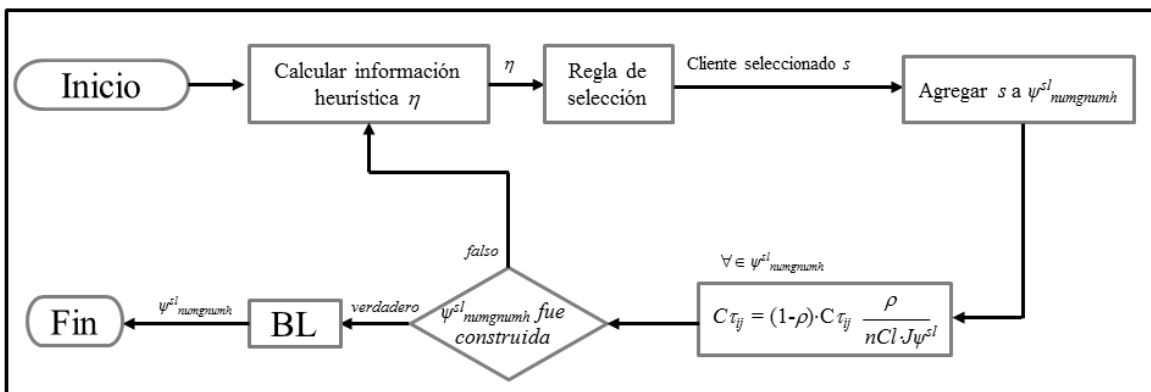 Inicio
Calcular información
heurística η
η
Regla de
selección
Cliente seleccionado s
Agregar s a ψ^sl_numgnumh
∀ ∈ ψ^sl_numgnumh
Cτ_ij = (1-ρ)·Cτ_ij ρ / nCl·Jψ^sl
falso
ψ^sl_numgnumh fue
construida
verdadero
BL
ψ^sl_numgnumh
Fin